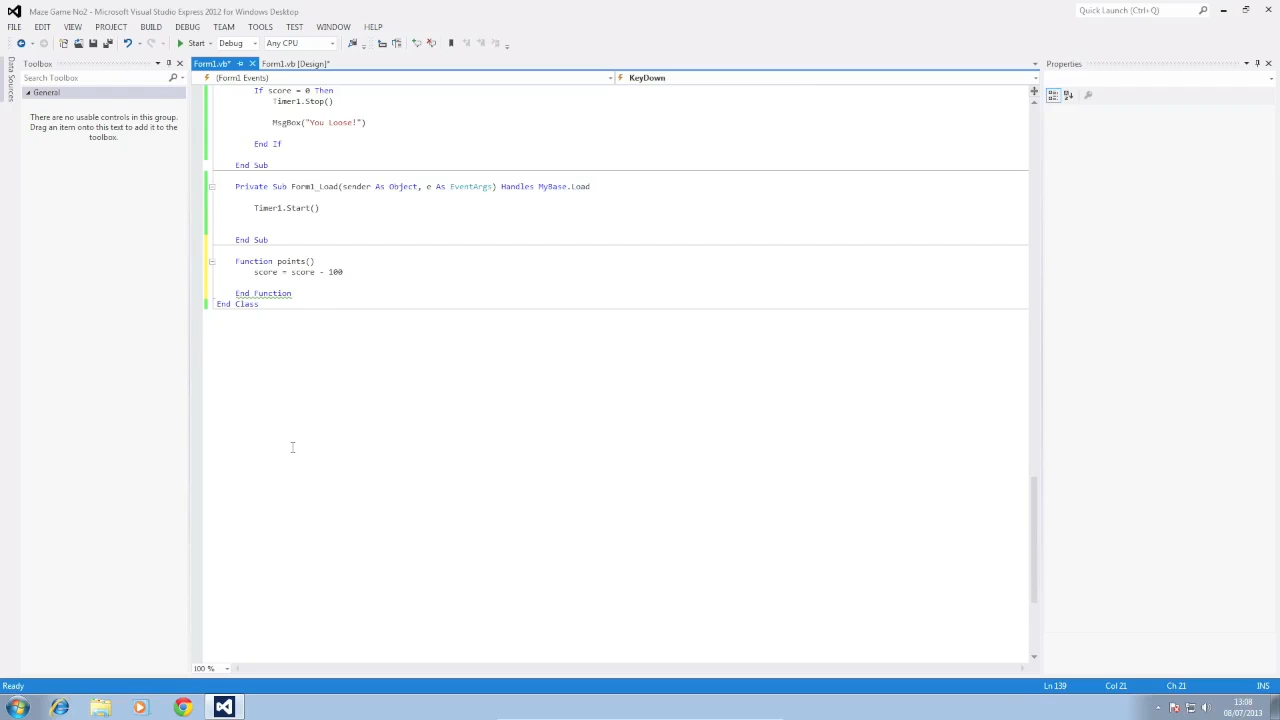 Maze Game No2 - Microsoft Visual Studio Express 2012 for Windows Desktop
Quick Launch (Ctrl+Q)
FILE EDIT VIEW PROJECT BUILD DEBUG TEAM TOOLS TEST WINDOW HELP
Start Debug Any CPU
Data Sources
Toolbox
Search Toolbox
General
There are no usable controls in this group. Drag an item onto this text to add it to the toolbox.
Form1.vb* Form1.vb [Design]*
(Form1 Events) KeyDown
If score = 0 Then
Timer1.Stop()
MsgBox("You Loose!")
End If
End Sub
Private Sub Form1_Load(sender As Object, e As EventArgs) Handles MyBase.Load
Timer1.Start()
End Sub
Function points()
score = score - 100
End Function
End Class
100 %
Properties
Ready Ln 139 Col 21 Ch 21 INS
13:08
08/07/2013